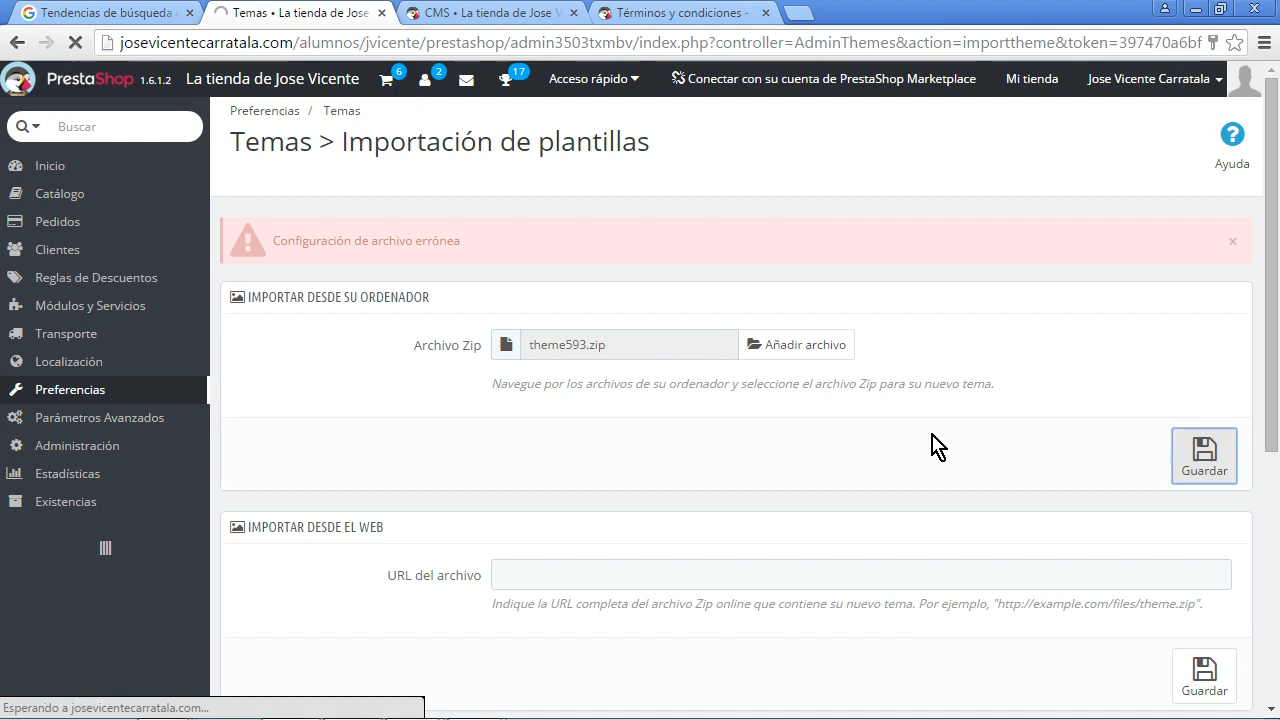 Tendencias de búsqueda
Temas • La tienda de Jose
CMS • La tienda de Jose V
Términos y condiciones -
josevicentecarratala.com/alumnos/jvicente/prestashop/admin3503txmbv/index.php?controller=AdminThemes&action=importtheme&token=397470a6bf
PRESTASHOP 1.6.1.2 La tienda de Jose Vicente 6 2 17 Acceso rápido Conectar con su cuenta de PrestaShop Marketplace Mi tienda Jose Vicente Carratala
Buscar
Inicio
Catálogo
Pedidos
Clientes
Reglas de Descuentos
Módulos y Servicios
Transporte
Localización
Preferencias
Parámetros Avanzados
Administración
Estadísticas
Existencias
Preferencias / Temas
Temas > Importación de plantillas
Ayuda
Configuración de archivo errónea ×
IMPORTAR DESDE SU ORDENADOR
Archivo Zip theme593.zip Añadir archivo
Navegue por los archivos de su ordenador y seleccione el archivo Zip para su nuevo tema.
Guardar
IMPORTAR DESDE EL WEB
URL del archivo
Indique la URL completa del archivo Zip online que contiene su nuevo tema. Por ejemplo, "http://example.com/files/theme.zip".
Guardar
Esperando a josevicentecarratala.com...